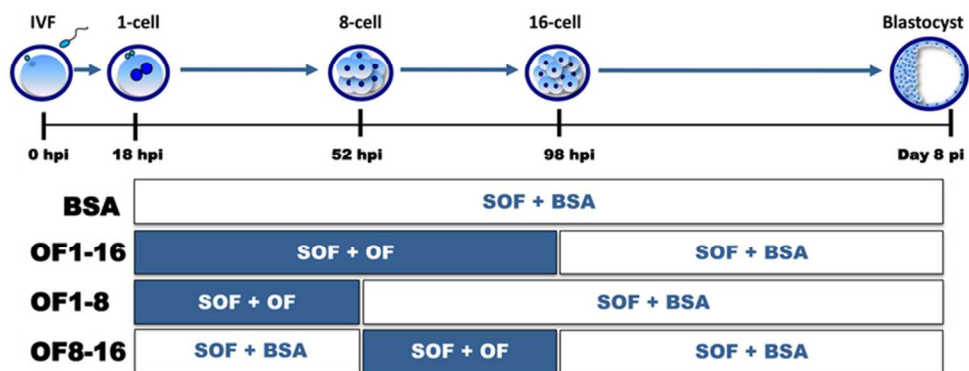 IVF 1-cell 8-cell 16-cell Blastocyst
0 hpi 18 hpi 52 hpi 98 hpi Day 8 pi
BSA SOF + BSA
OF1-16 SOF + OF SOF + BSA
OF1-8 SOF + OF SOF + BSA
OF8-16 SOF + BSA SOF + OF SOF + BSA